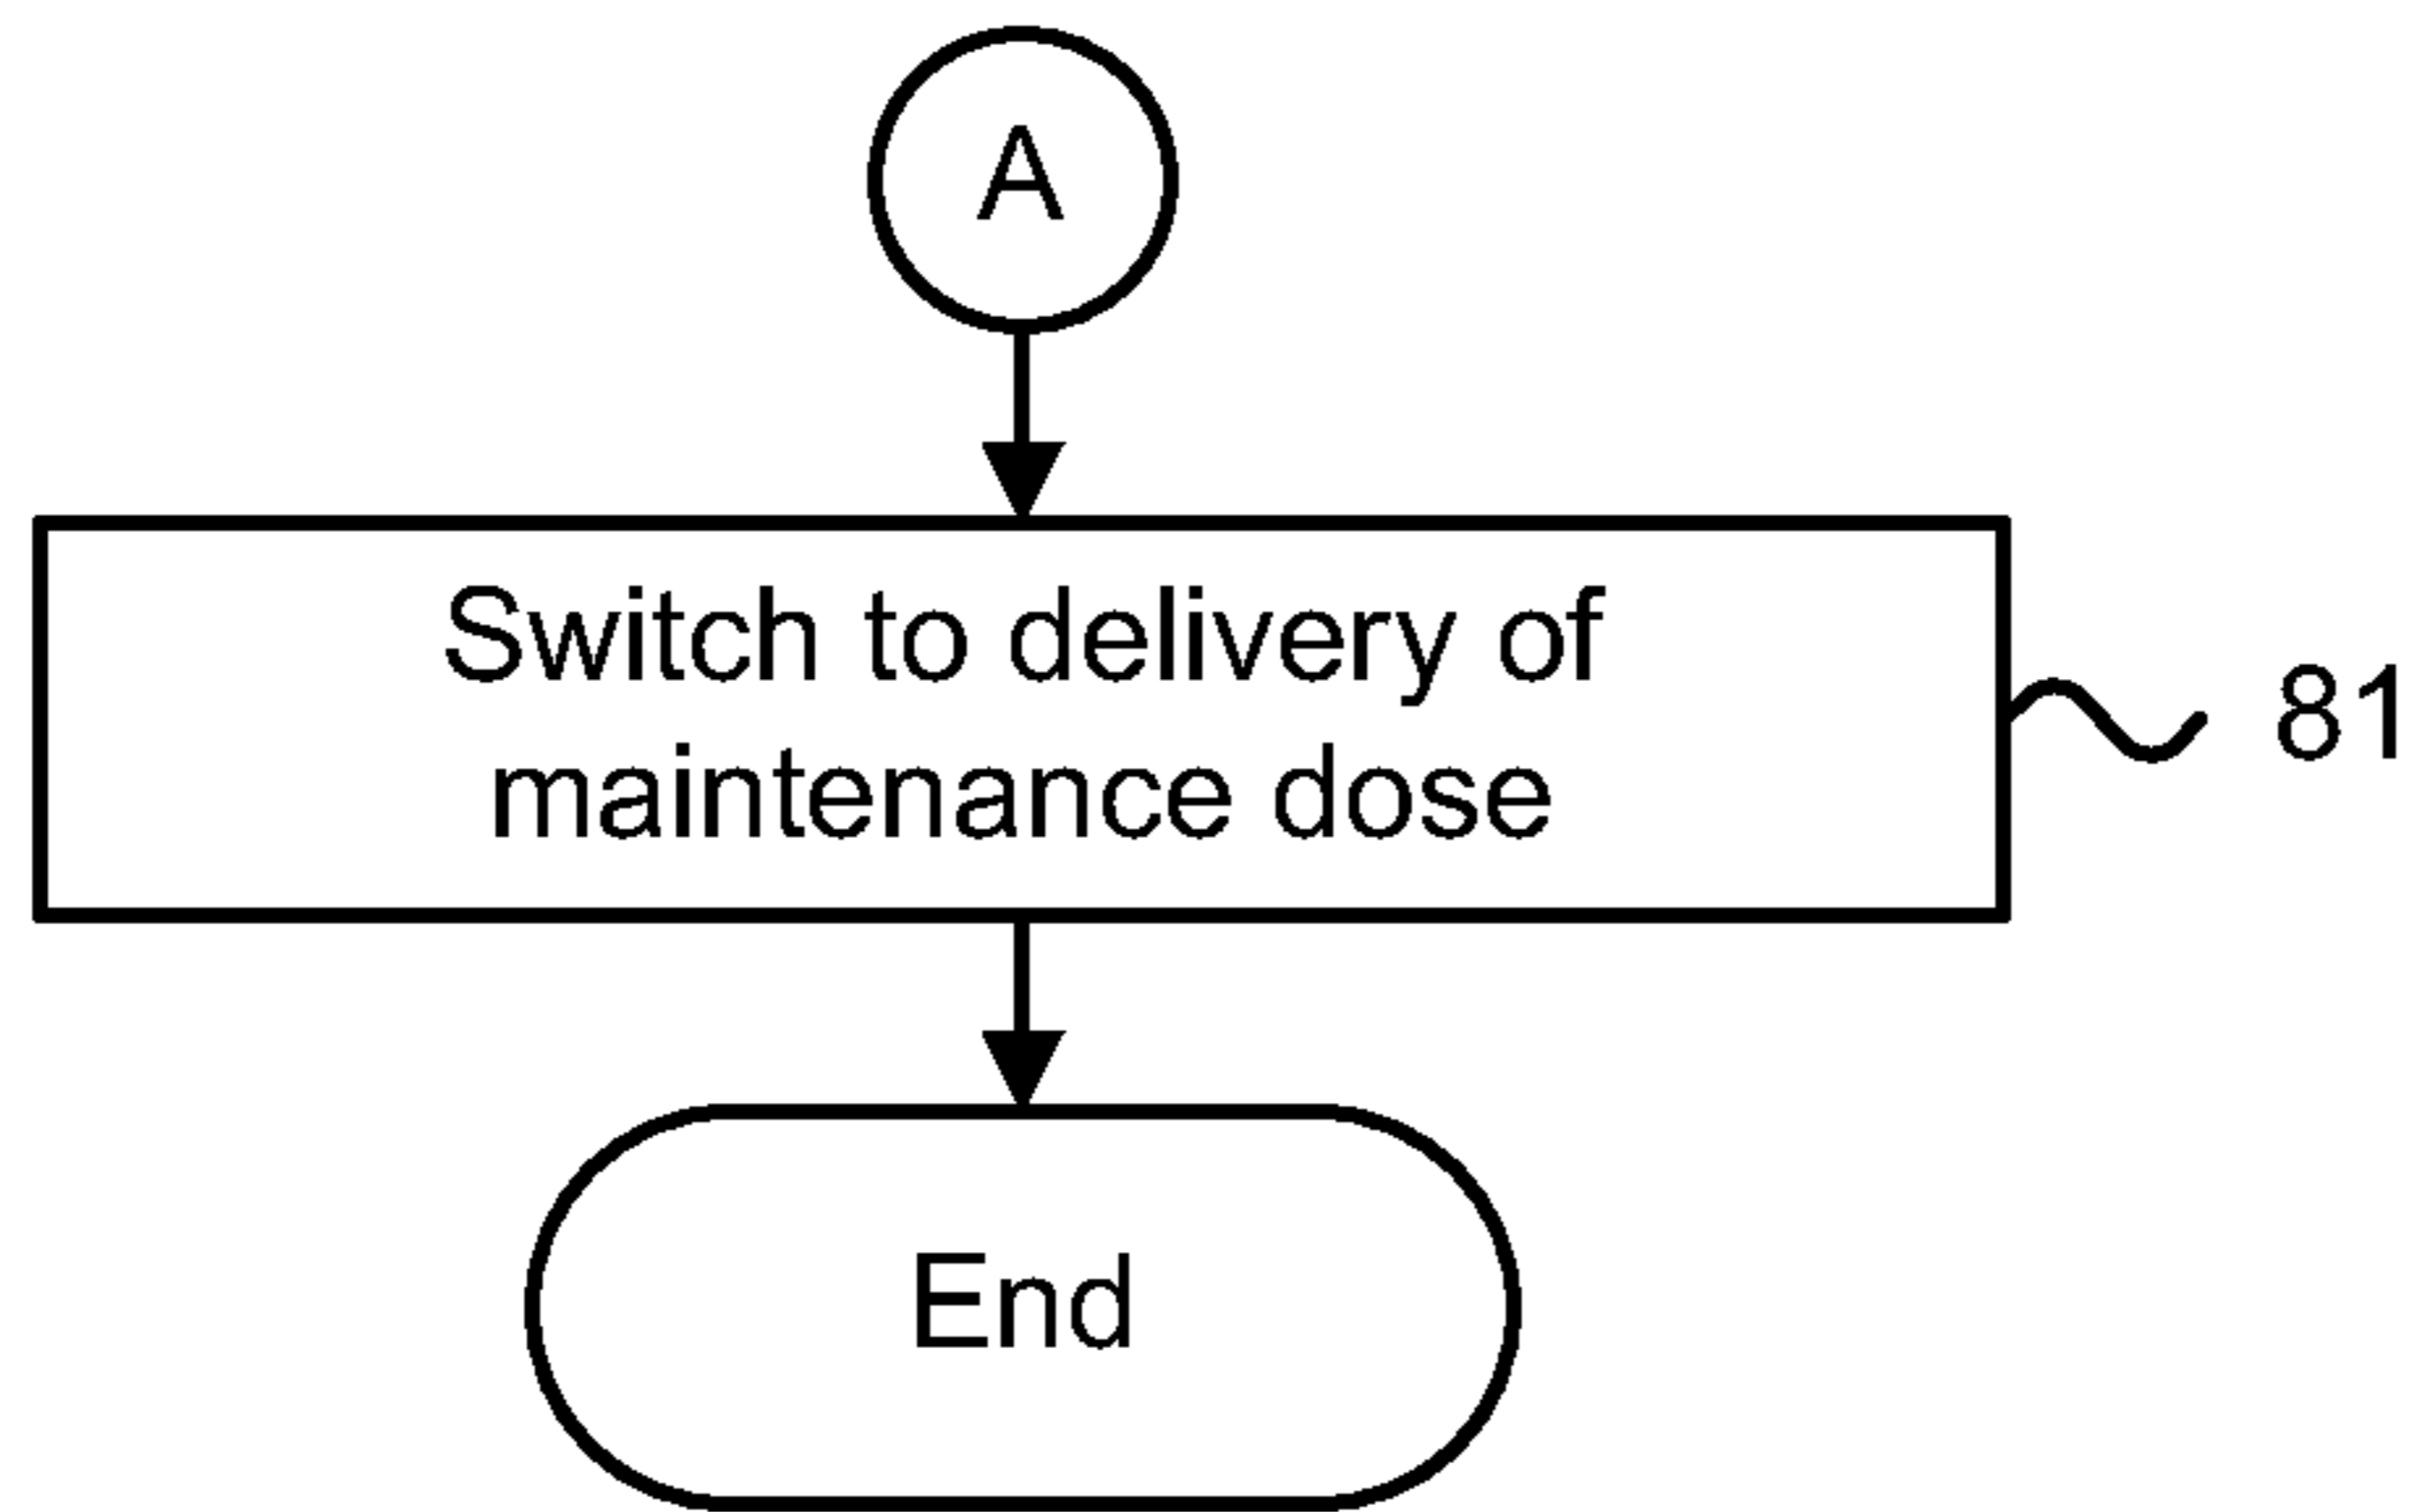 A
Switch to delivery of
maintenance dose
81
End